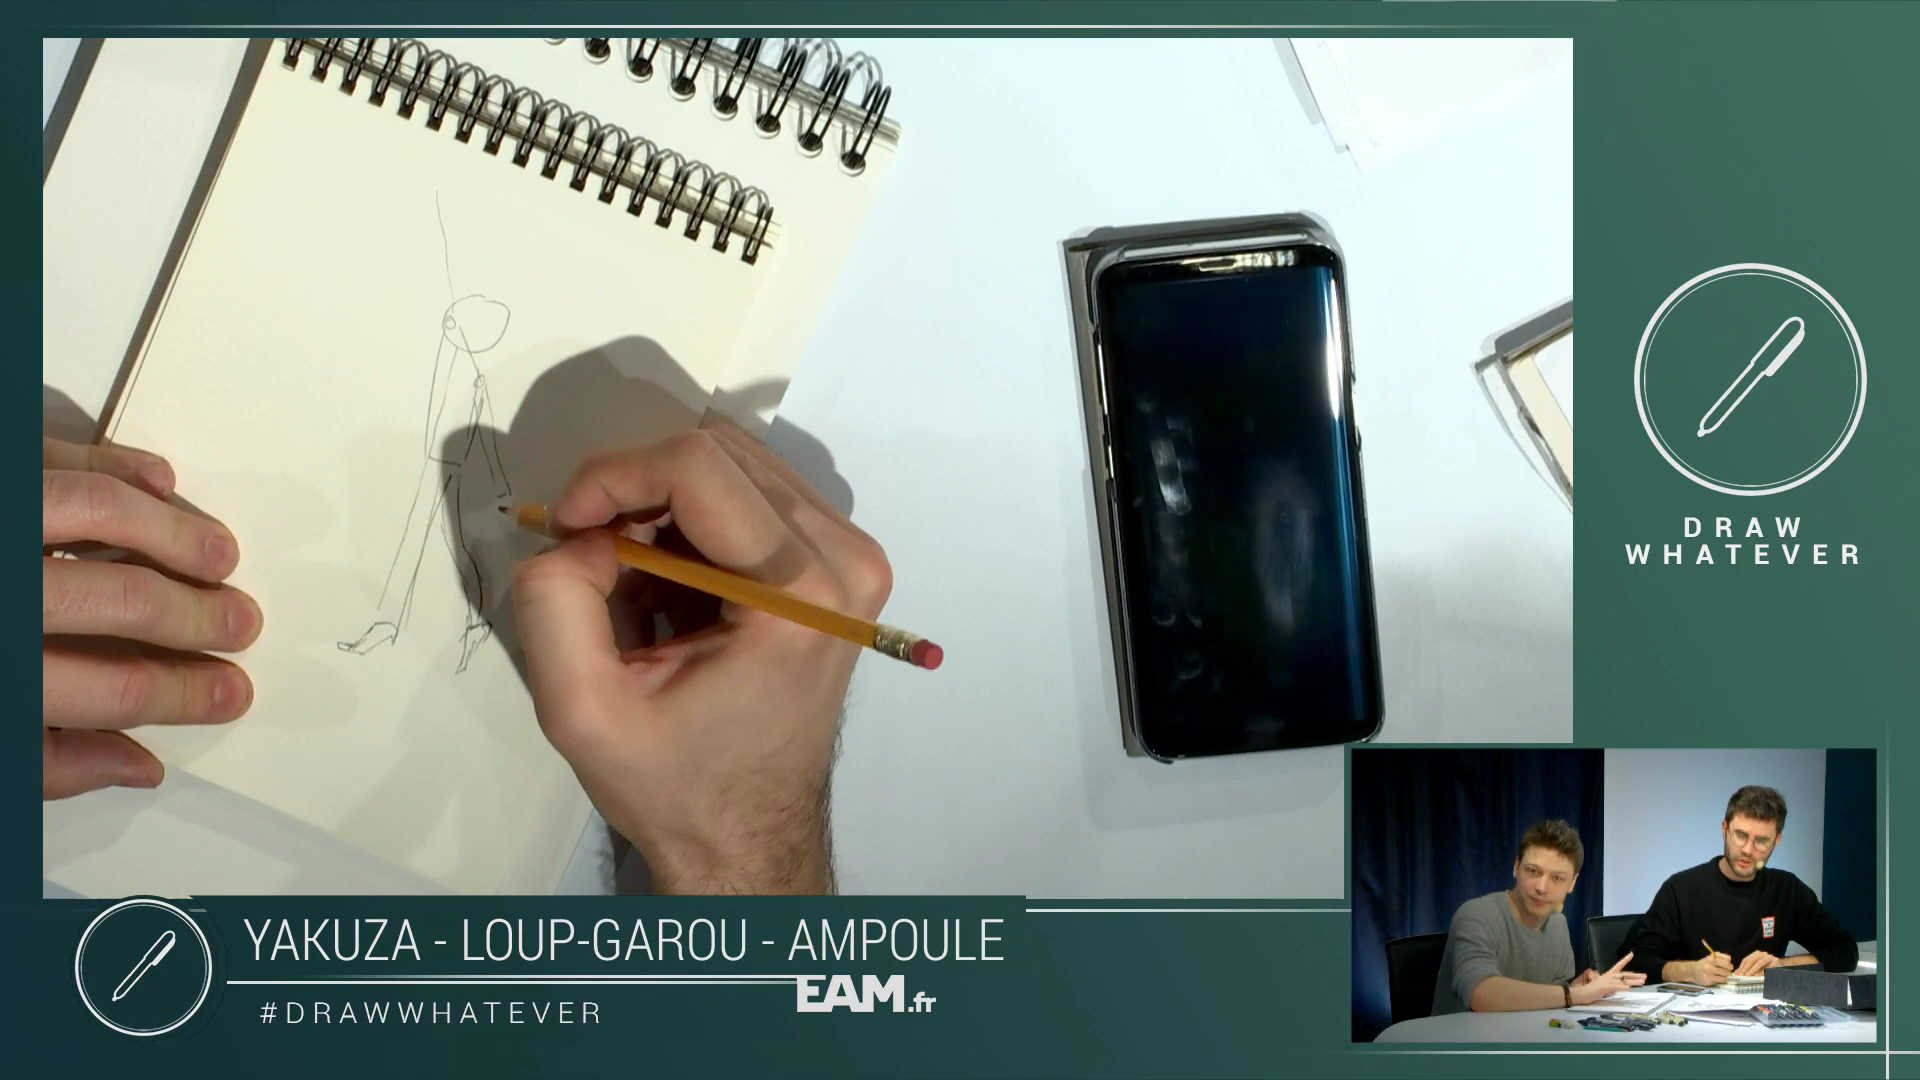 DRAW
WHATEVER
YAKUZA - LOUP-GAROU - AMPOULE
EAM.fr
#DRAWWHATEVER